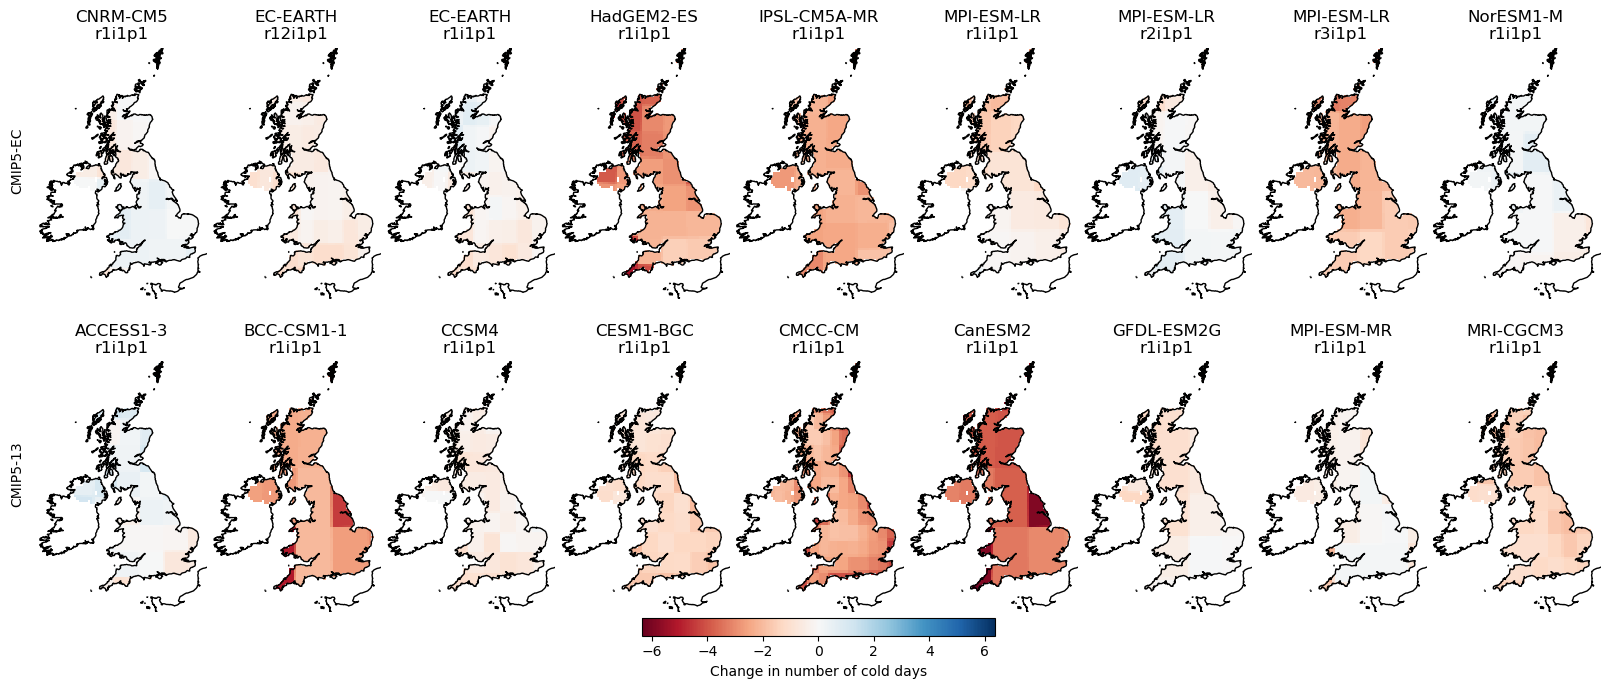 CNRM-CM5 EC-EARTH EC-EARTH HadGEM2-ES IPSL-CM5A-MR MPI-ESM-LR MPI-ESM-LR MPI-ESM-LR NorESM1-M
r1i1p1 r12i1p1 r1i1p1 r1i1p1 r1i1p1 r1i1p1 r2i1p1 r3i1p1 r1i1p1
CMIP5-EC
ACCESS1-3 BCC-CSM1-1 CCSM4 CESM1-BGC CMCC-CM CanESM2 GFDL-ESM2G MPI-ESM-MR MRI-CGCM3
r1i1p1 r1i1p1 r1i1p1 r1i1p1 r1i1p1 r1i1p1 r1i1p1 r1i1p1 r1i1p1
CMIP5-13
−6 −4 −2 0 2 4 6
Change in number of cold days